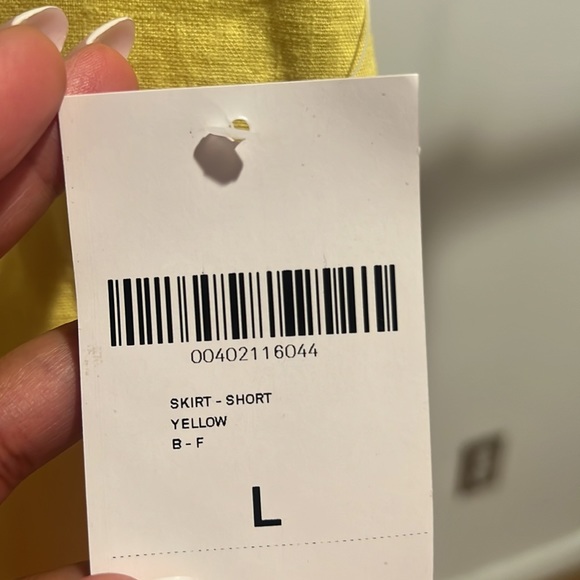 00402116044
SKIRT - SHORT
YELLOW
B - F
L